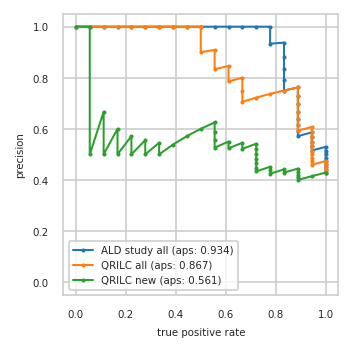 1.0
0.8
0.6
0.4
0.2
0.0
precision
ALD study all (aps: 0.934)
QRILC all (aps: 0.867)
QRILC new (aps: 0.561)
0.0 0.2 0.4 0.6 0.8 1.0
true positive rate